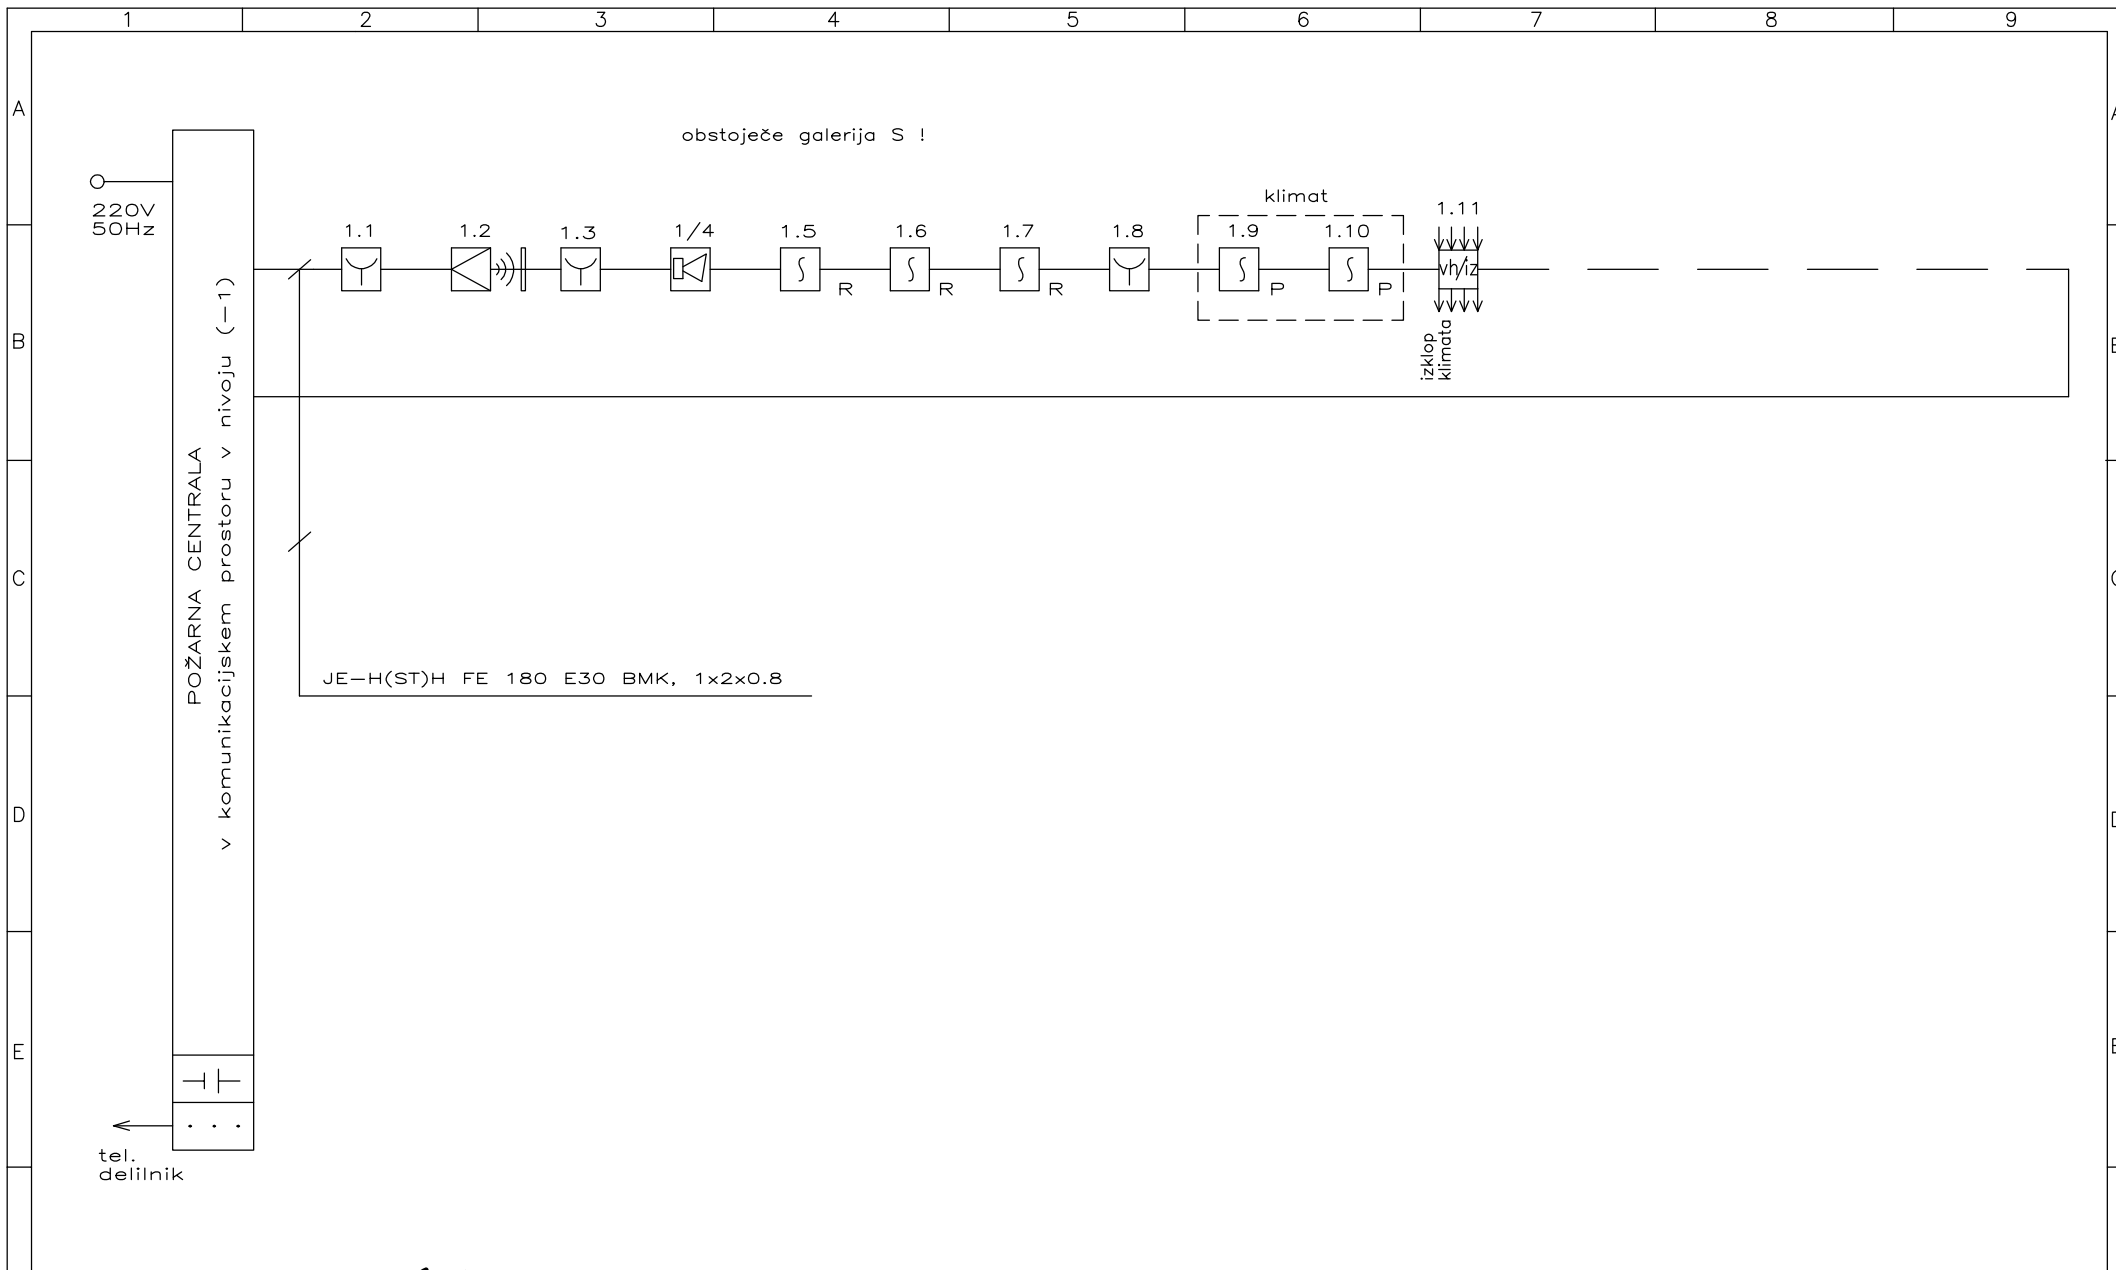 1 2 3 4 5 6 7 8 9
A
A
obstoječe galerija S !
220V
50Hz
klimat
1.11
1.1 1.2 1.3 1/4 1.5 1.6 1.7 1.8 1.9 1.10
vh/iz
R R R P P
izklop
klimata
B
POŽARNA CENTRALA
v komunikacijskem prostoru v nivoju (-1)
C
JE-H(ST)H FE 180 E30 BMK, 1x2x0.8
D
E
tel.
delilnik